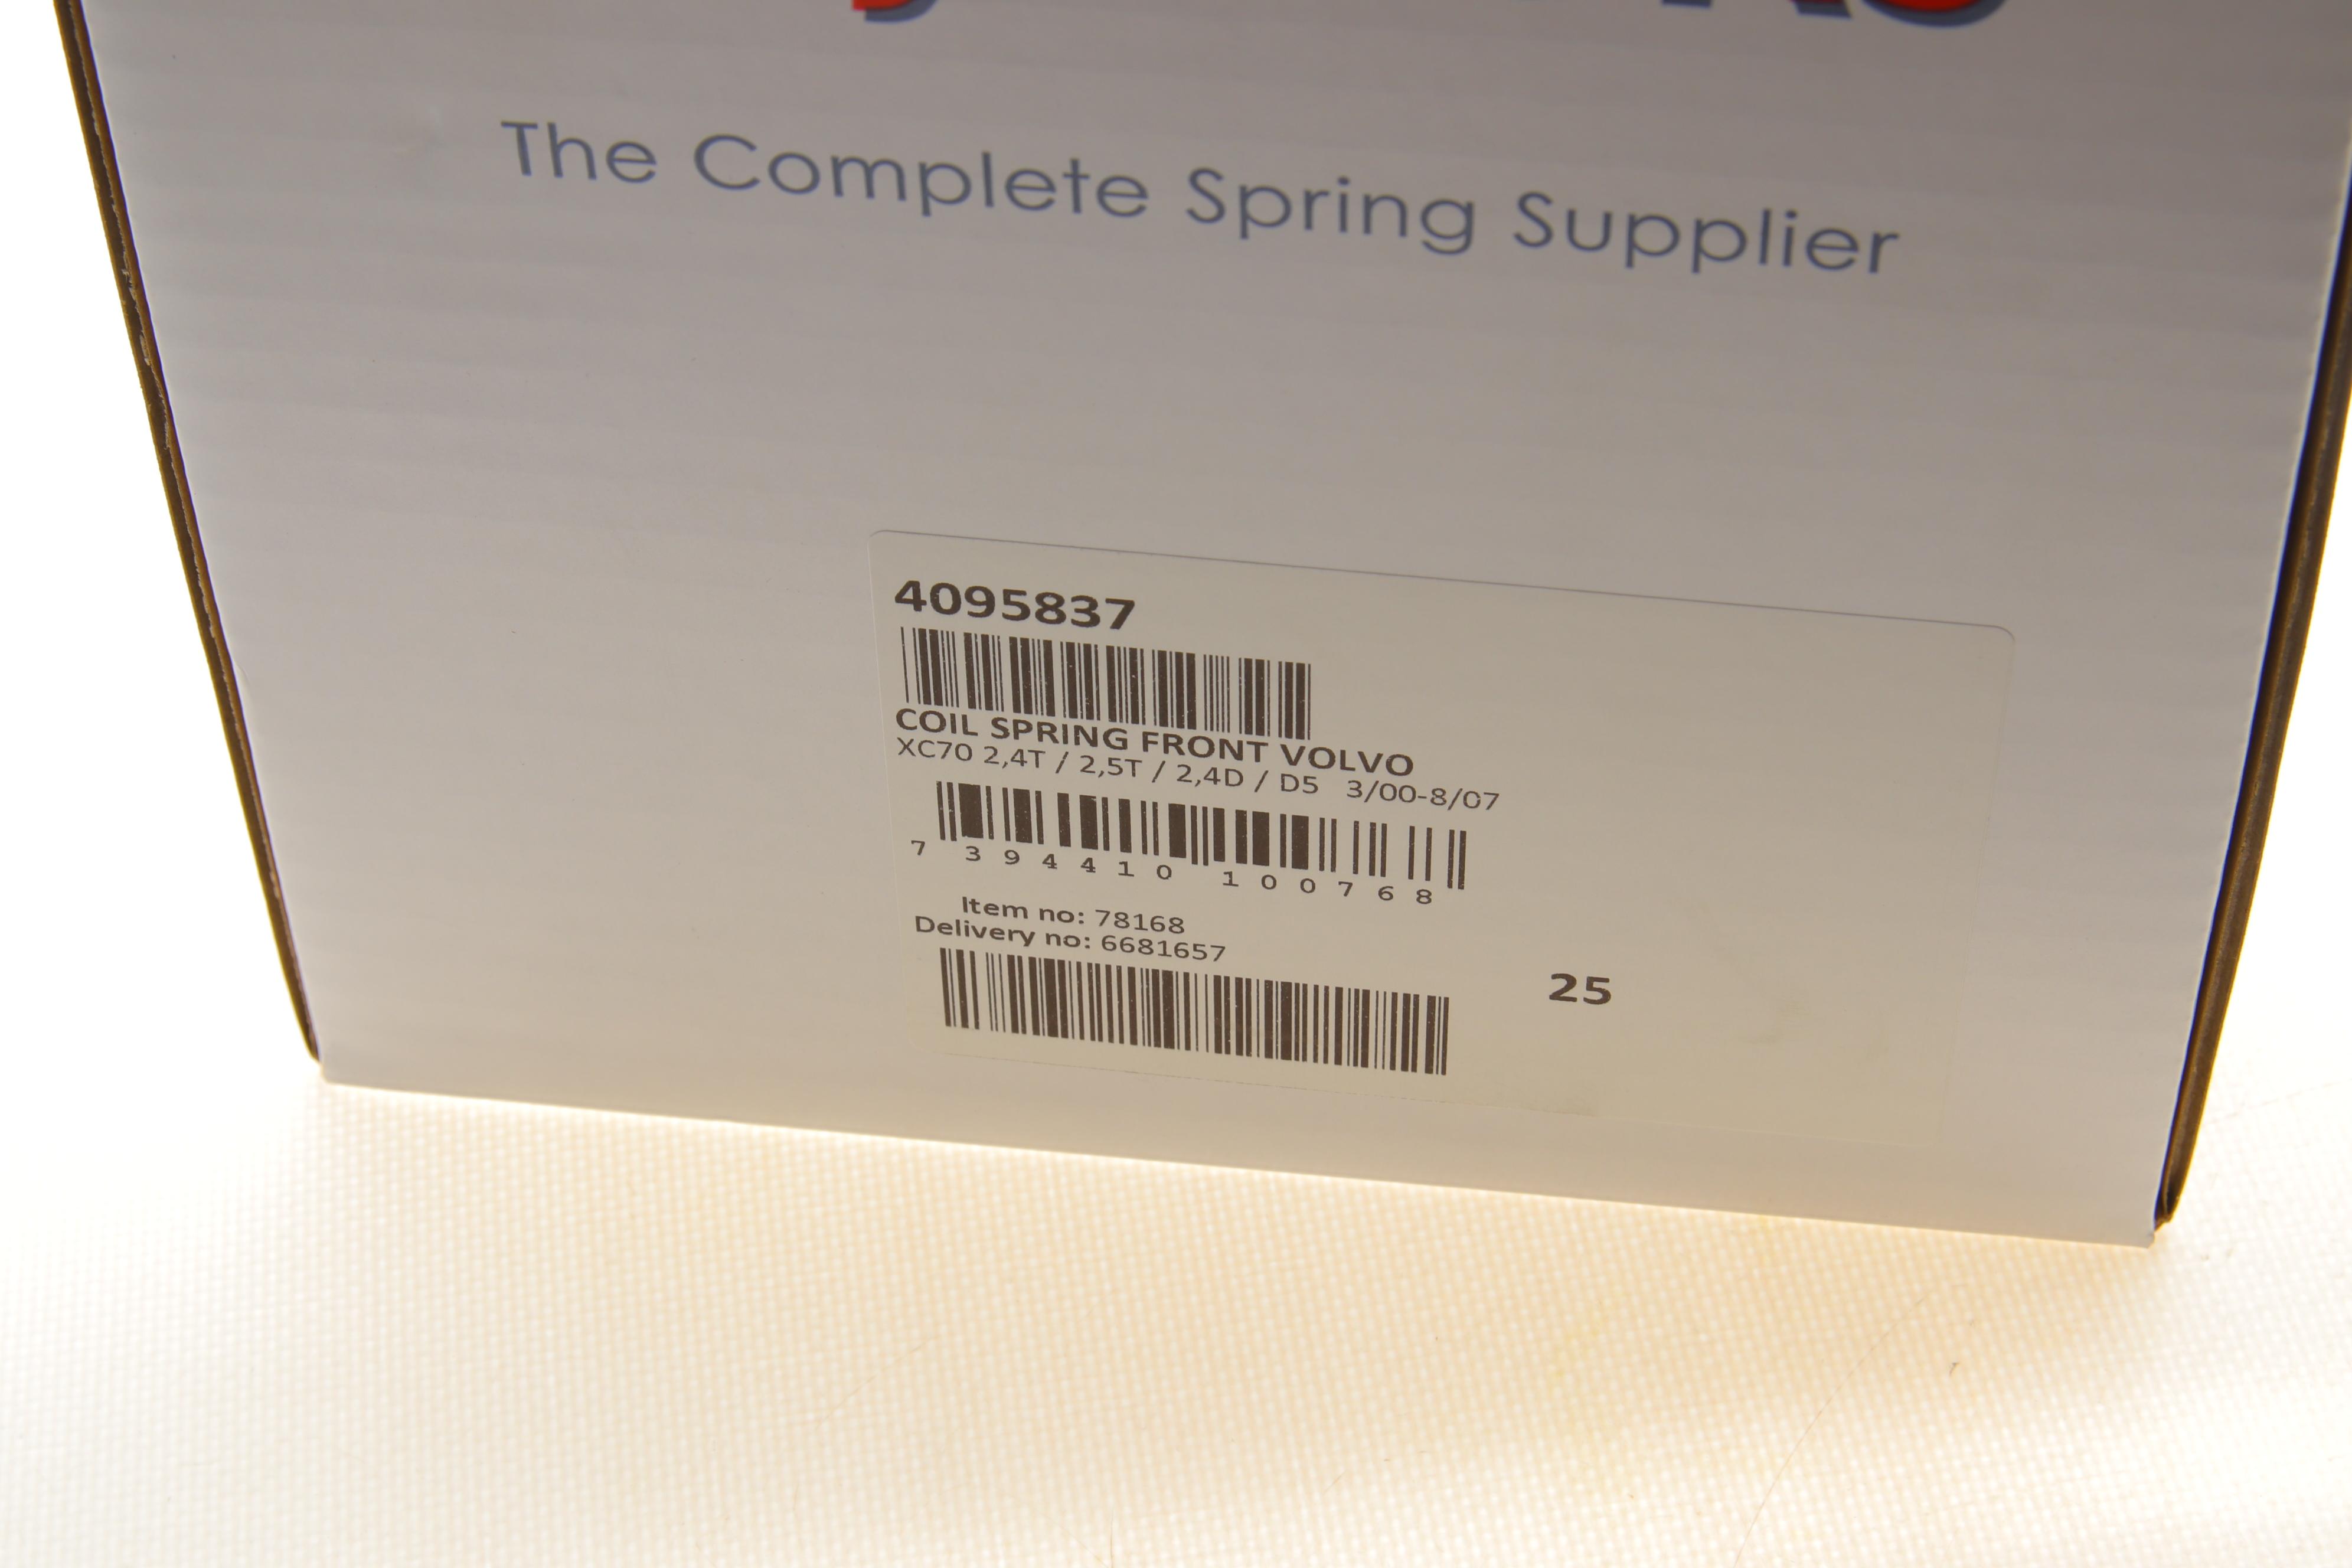 The Complete Spring Supplier
4095837
COIL SPRING FRONT VOLVO
XC70 2,4T / 2,5T / 2,4D / D5 3/00-8/07
7 394410 100768
Item no: 78168
Delivery no: 6681657
25